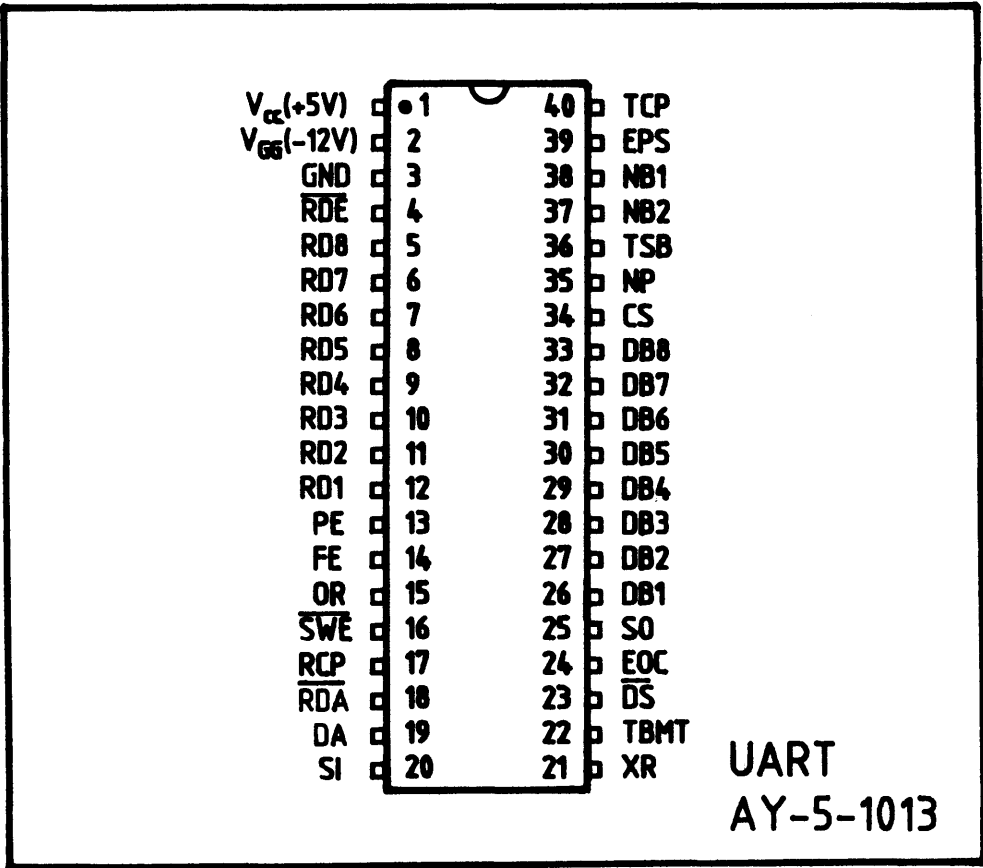 V_CC(+5V) 1 40 TCP
V_GG(-12V) 2 39 EPS
GND 3 38 NB1
R̅D̅E̅ 4 37 NB2
RD8 5 36 TSB
RD7 6 35 NP
RD6 7 34 CS
RD5 8 33 DB8
RD4 9 32 DB7
RD3 10 31 DB6
RD2 11 30 DB5
RD1 12 29 DB4
PE 13 28 DB3
FE 14 27 DB2
OR 15 26 DB1
S̅W̅E̅ 16 25 SO
RCP 17 24 EOC
R̅D̅A̅ 18 23 D̅S̅
DA 19 22 TBMT
SI 20 21 XR
UART
AY-5-1013